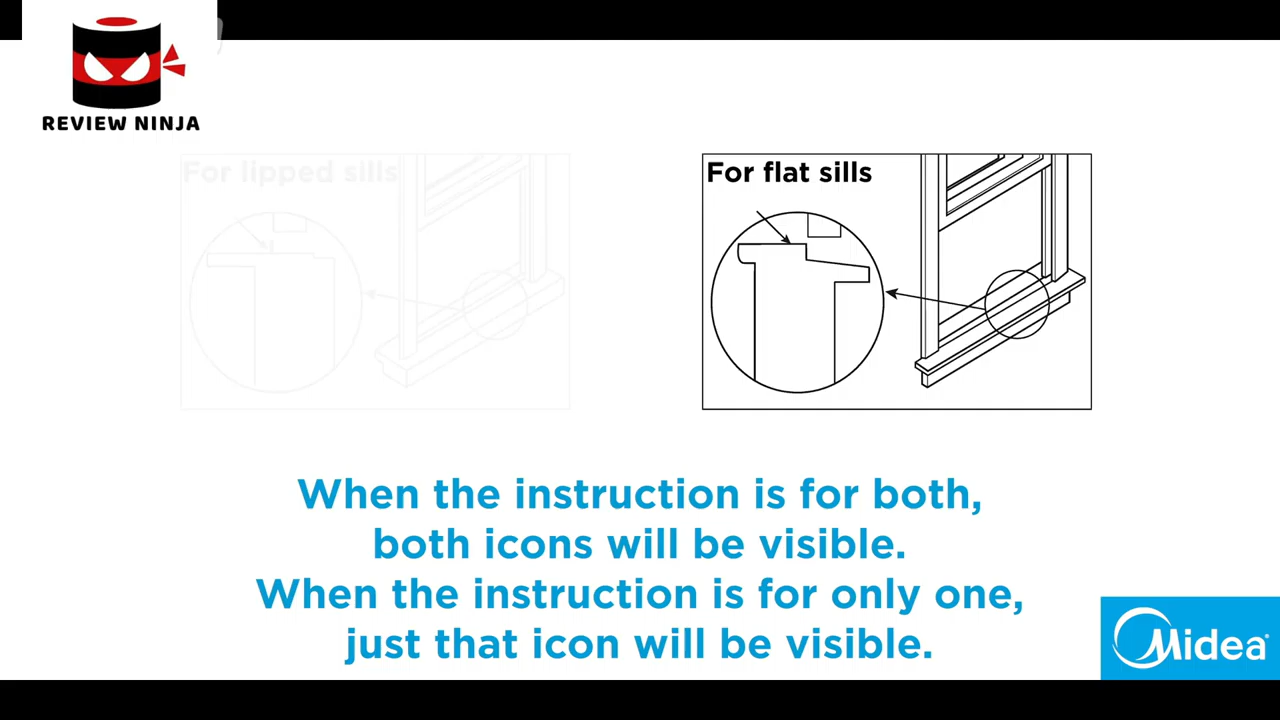 REVIEW NINJA
For lipped sills
For flat sills
When the instruction is for both,
both icons will be visible.
When the instruction is for only one,
just that icon will be visible.
Midea